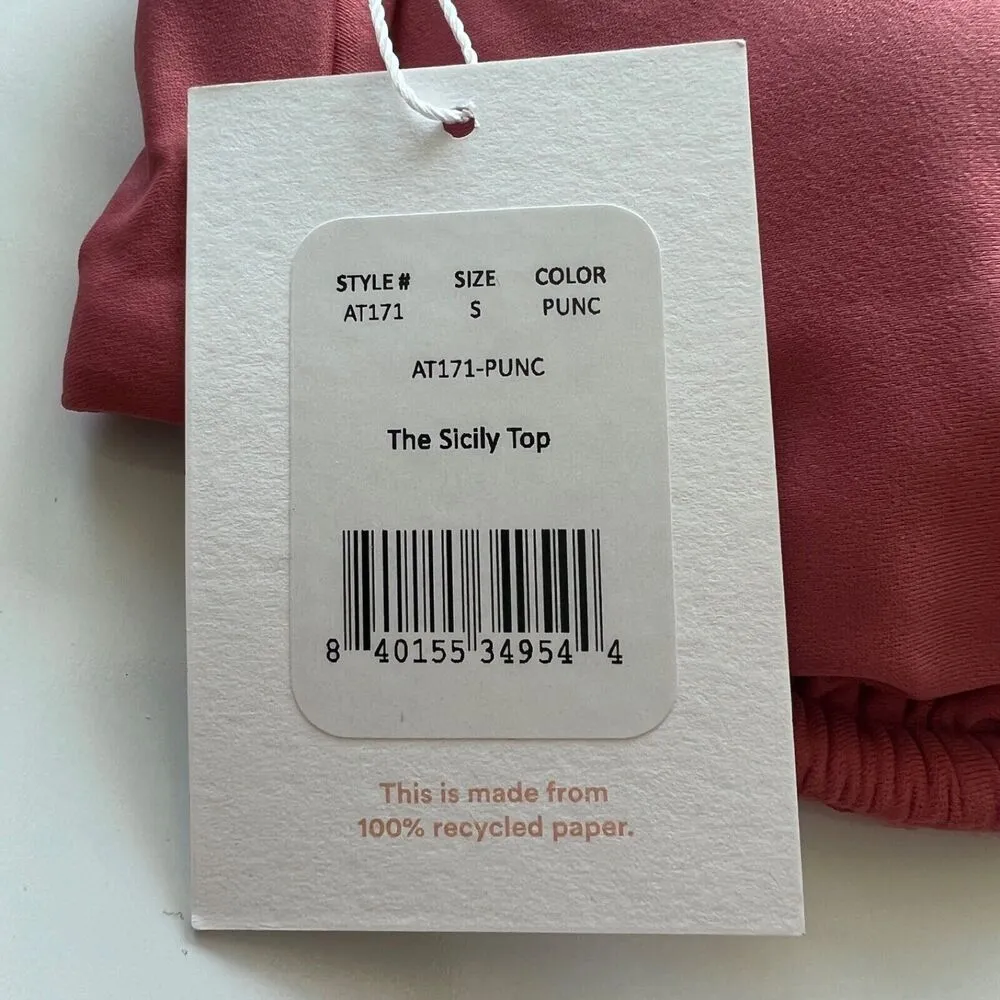 STYLE # SIZE COLOR
AT171 S PUNC
AT171-PUNC
The Sicily Top
8 40155 34954 4
This is made from
100% recycled paper.